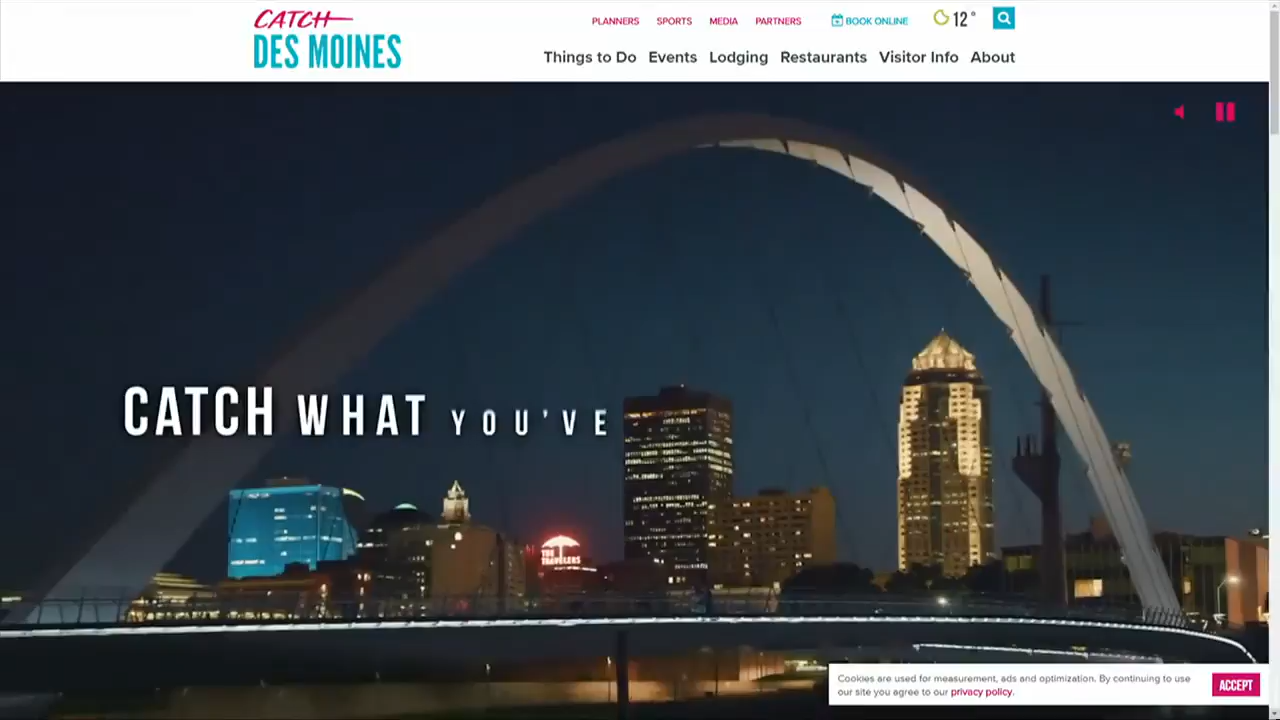 CATCH
DES MOINES
PLANNERS SPORTS MEDIA PARTNERS BOOK ONLINE 12°
Things to Do Events Lodging Restaurants Visitor Info About
CATCH WHAT YOU'VE
THE
TRAVELERS
Cookies are used for measurement, ads and optimization. By continuing to use
our site you agree to our privacy policy.
ACCEPT